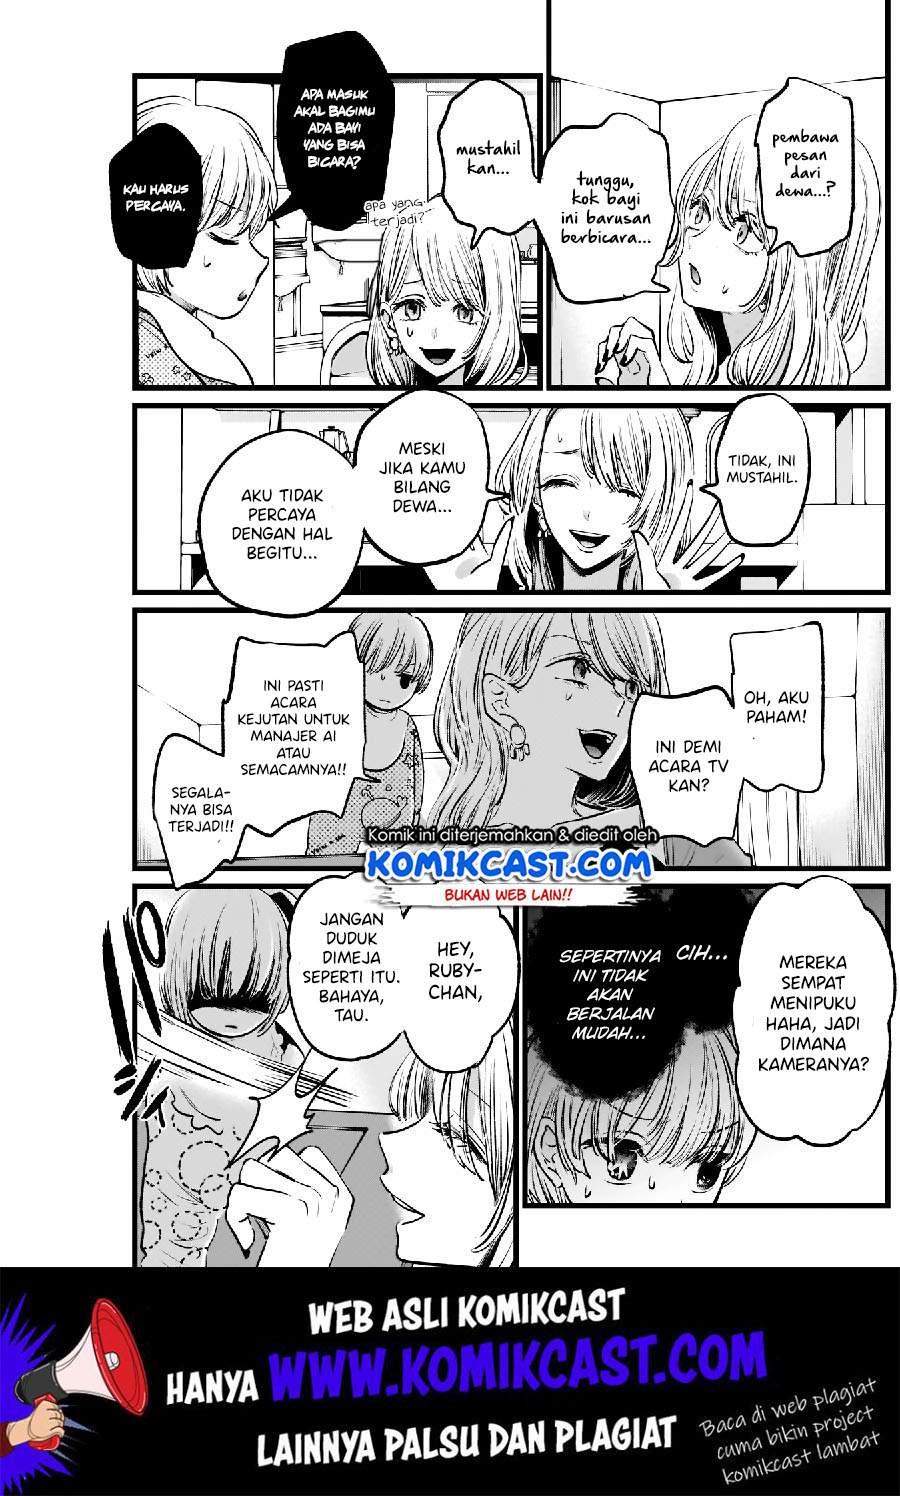 pembawa
pesan
dari
dewa...?
tunggu,
kok bayi
ini barusan
berbicara...
mustahil
kan...
apa yang
terjadi?
APA MASUK
AKAL BAGIMU
ADA BAYI
YANG BISA
BICARA?
KAU HARUS
PERCAYA.
TIDAK, INI
MUSTAHIL.
MESKI
JIKA KAMU
BILANG
DEWA...
AKU TIDAK
PERCAYA
DENGAN HAL
BEGITU...
OH, AKU
PAHAM!
INI DEMI
ACARA TV
KAN?
INI PASTI
ACARA
KEJUTAN UNTUK
MANAJER AI
ATAU
SEMACAMNYA!!
SEGALA-
NYA BISA
TERJADI!!
Komik ini diterjemahkan & diedit oleh
KOMIKCAST.COM
BUKAN WEB LAIN!!
MEREKA
SEMPAT
MENIPUKU
HAHA, JADI
DIMANA
KAMERANYA?
CIH...
SEPERTINYA
INI TIDAK
AKAN
BERJALAN
MUDAH...
HEY,
RUBY-
CHAN,
JANGAN
DUDUK
DIMEJA
SEPERTI ITU.
BAHAYA,
TAU.
WEB ASLI KOMIKCAST
HANYA WWW.KOMIKCAST.COM
LAINNYA PALSU DAN PLAGIAT
Baca di web plagiat
cuma bikin project
komikcast lambat